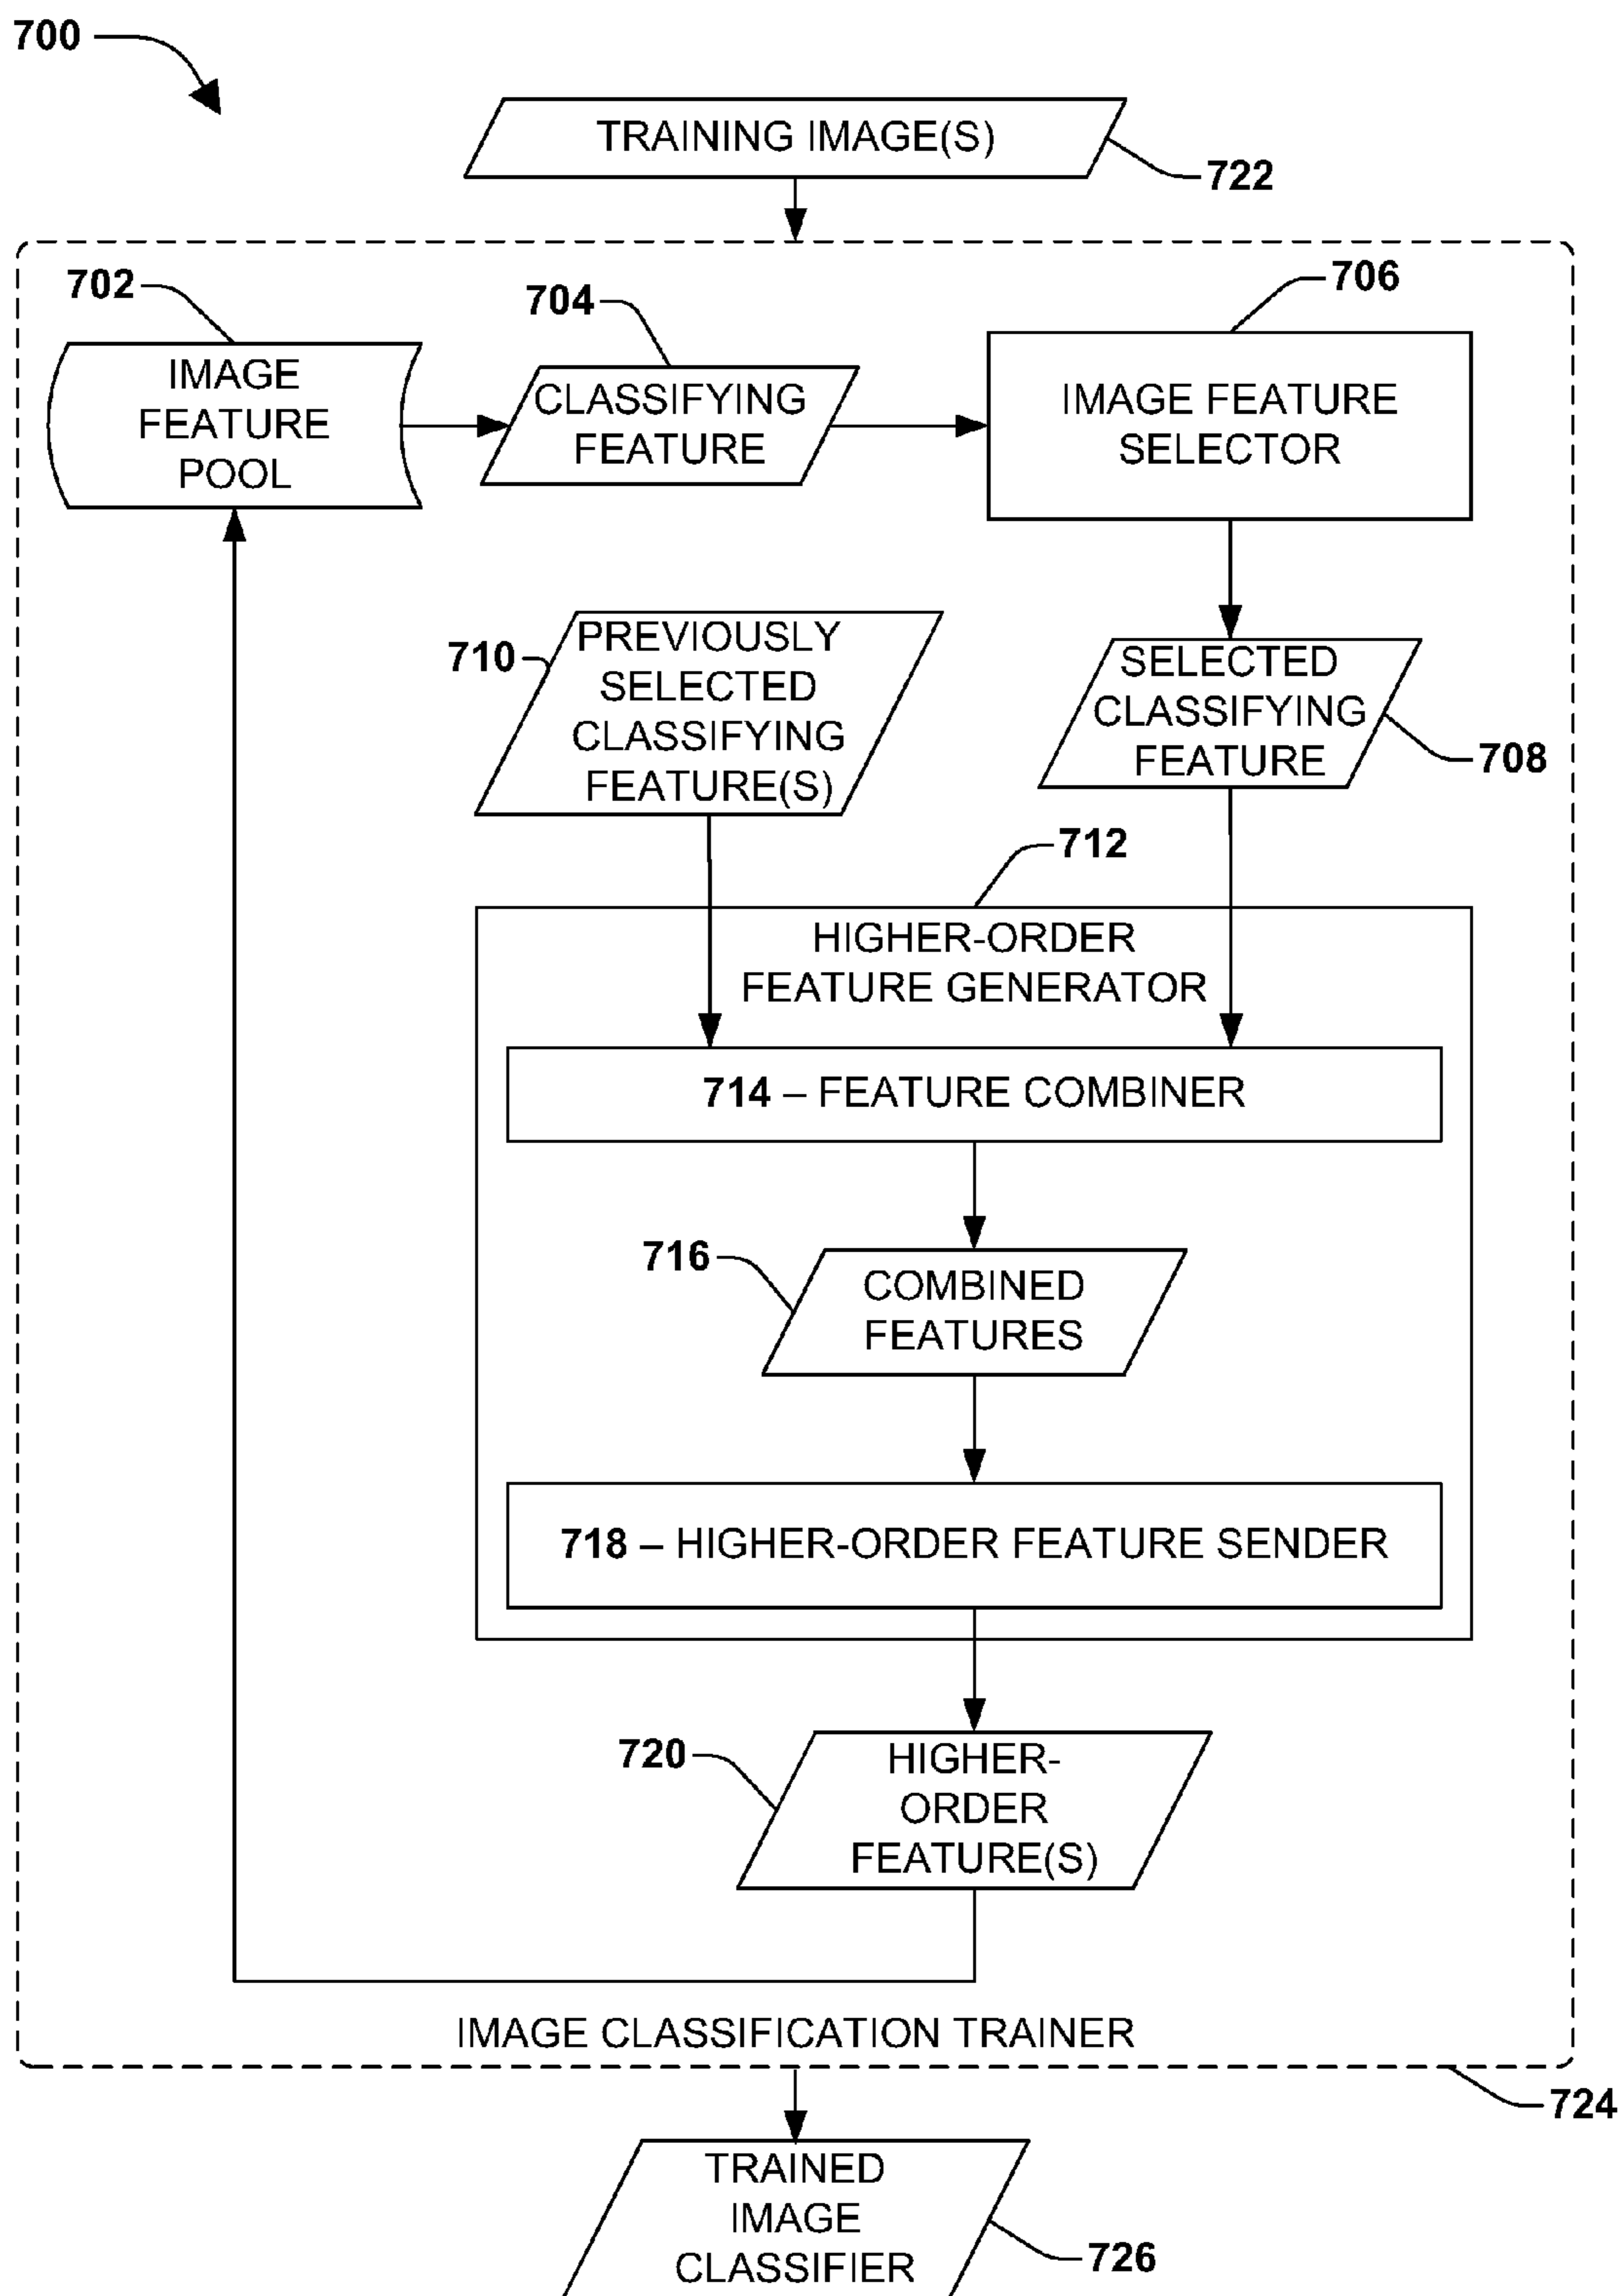 700
TRAINING IMAGE(S)
722
702
704
706
IMAGE
FEATURE
POOL
CLASSIFYING
FEATURE
IMAGE FEATURE
SELECTOR
710
PREVIOUSLY
SELECTED
CLASSIFYING
FEATURE(S)
SELECTED
CLASSIFYING
FEATURE
708
712
HIGHER-ORDER
FEATURE GENERATOR
714 – FEATURE COMBINER
716
COMBINED
FEATURES
718 – HIGHER-ORDER FEATURE SENDER
720
HIGHER-
ORDER
FEATURE(S)
IMAGE CLASSIFICATION TRAINER
724
TRAINED
IMAGE
CLASSIFIER
726